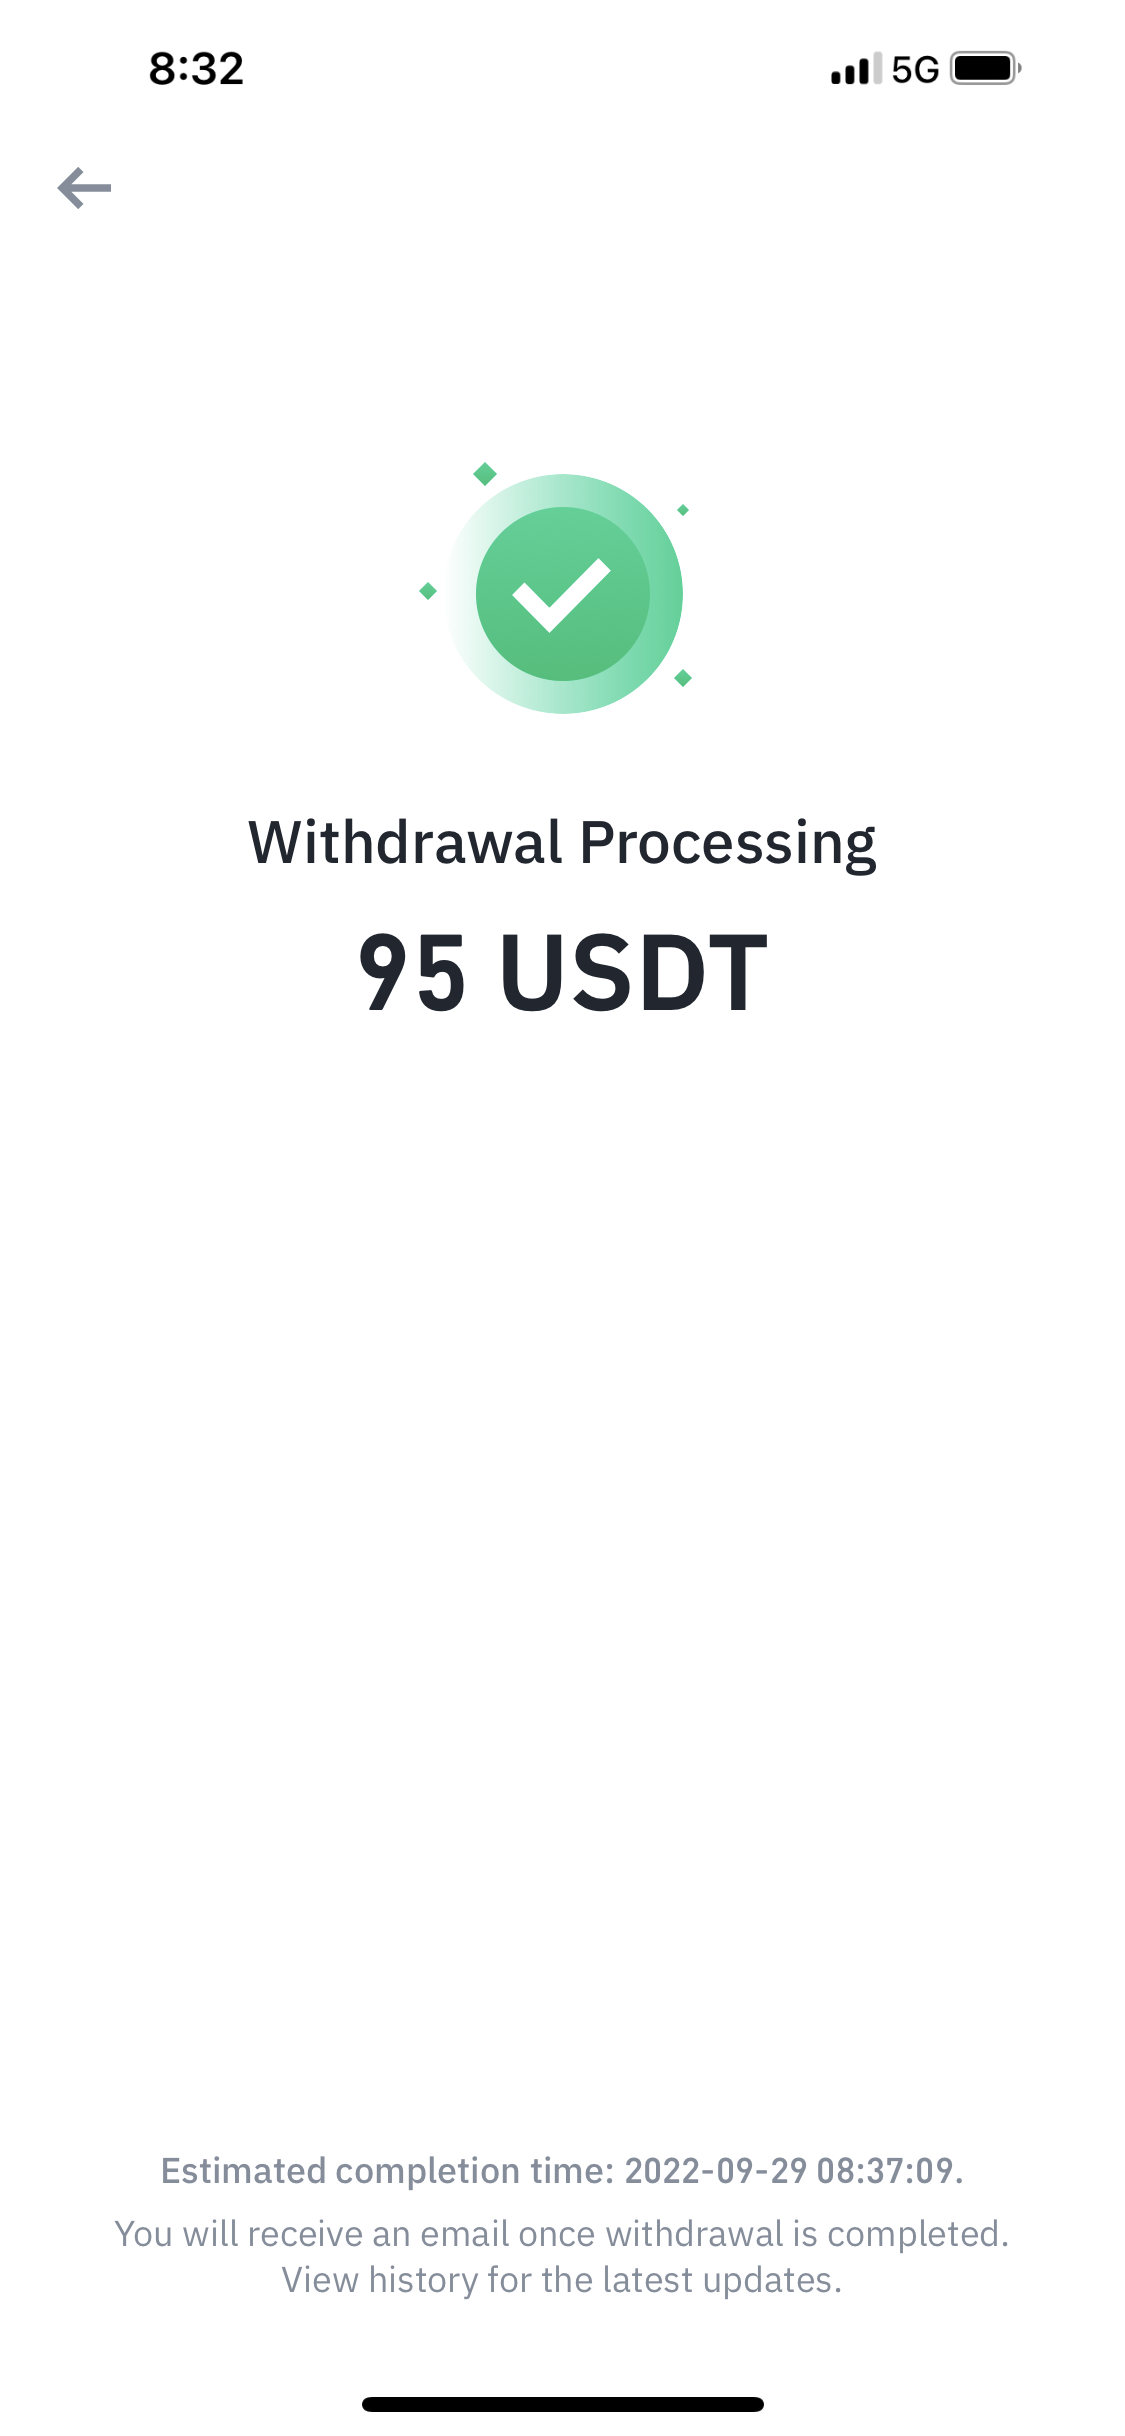 8:32
5G
Withdrawal Processing
95 USDT
Estimated completion time: 2022-09-29 08:37:09.
You will receive an email once withdrawal is completed.
View history for the latest updates.